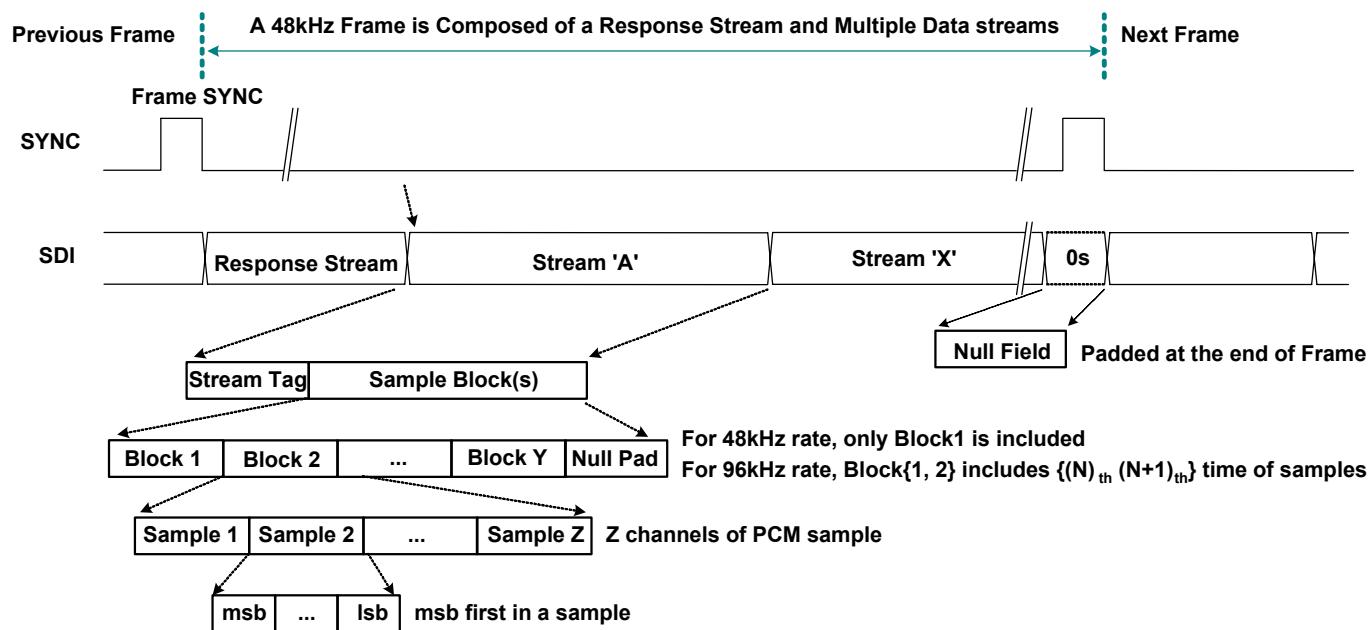 A 48kHz Frame is Composed of a Response Stream and Multiple Data streams
Previous Frame
Next Frame
Frame SYNC
SYNC
SDI
Response Stream
Stream 'A'
Stream 'X'
0s
Null Field
Padded at the end of Frame
Stream Tag
Sample Block(s)
Block 1
Block 2
...
Block Y
Null Pad
For 48kHz rate, only Block1 is included
For 96kHz rate, Block{1, 2} includes {(N)th (N+1)th} time of samples
Sample 1
Sample 2
...
Sample Z
Z channels of PCM sample
msb
...
lsb
msb first in a sample